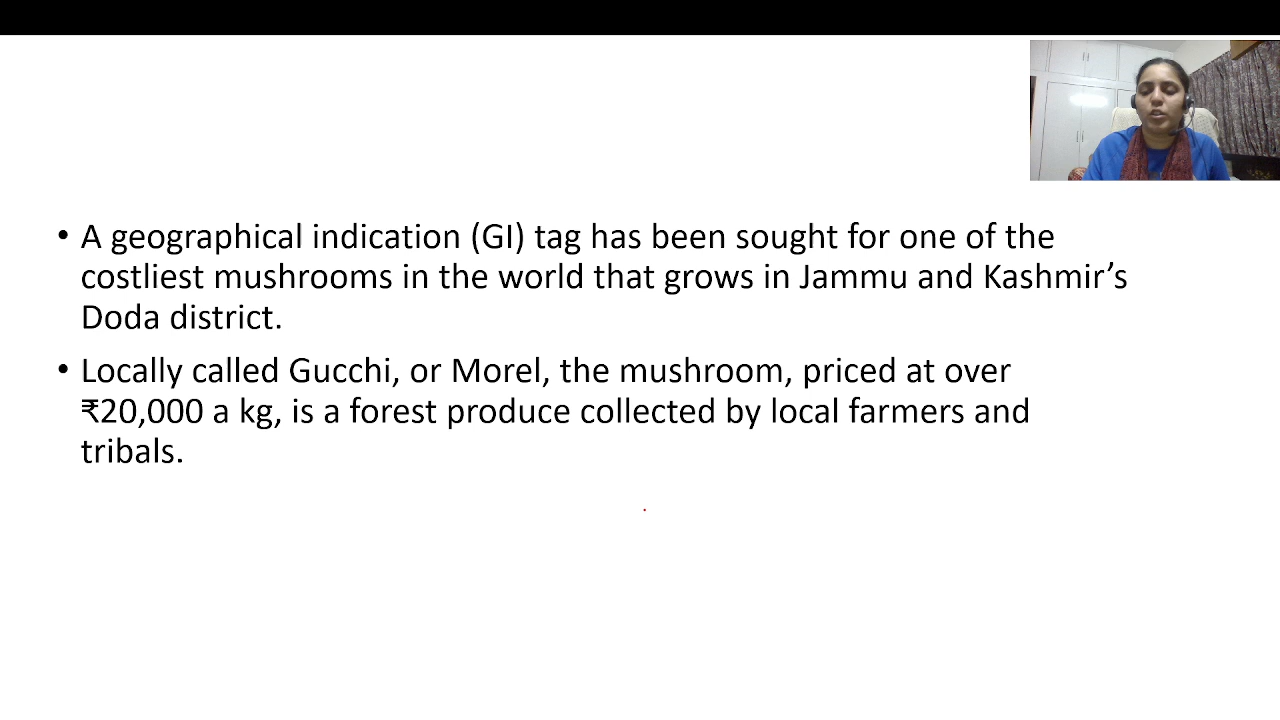 • A geographical indication (GI) tag has been sought for one of the
costliest mushrooms in the world that grows in Jammu and Kashmir’s
Doda district.
• Locally called Gucchi, or Morel, the mushroom, priced at over
₹20,000 a kg, is a forest produce collected by local farmers and
tribals.